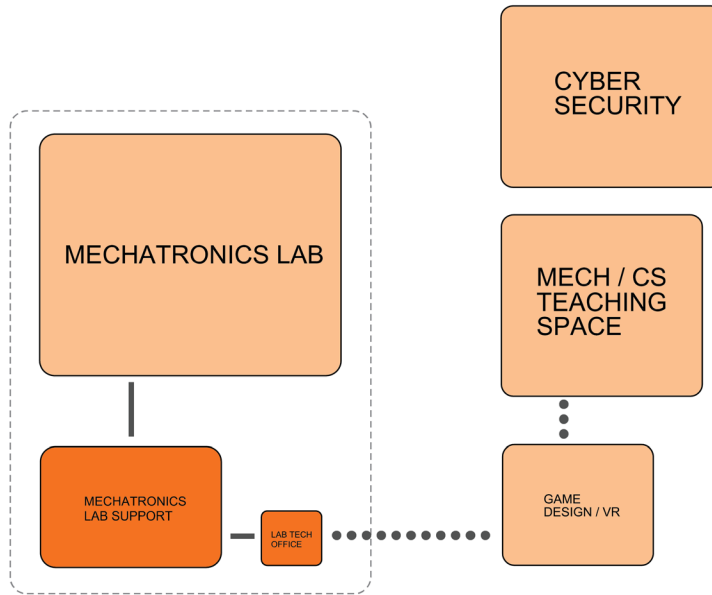 CYBER
SECURITY
MECHATRONICS LAB
MECH / CS
TEACHING
SPACE
MECHATRONICS
LAB SUPPORT
LAB TECH
OFFICE
GAME
DESIGN / VR